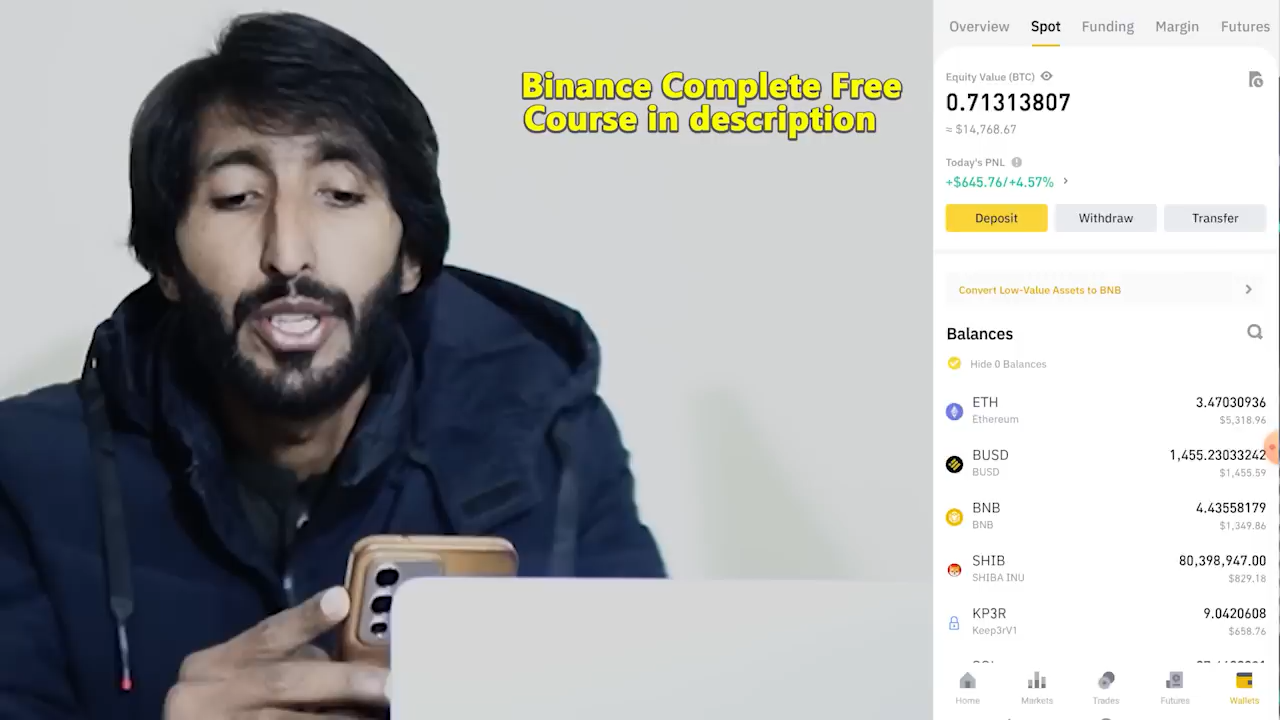 Binance Complete Free
Course in description
Overview Spot Funding Margin Futures
Equity Value (BTC)
0.71313807
≈ $14,768.67
Today's PNL
+$645.76/+4.57%
Deposit Withdraw Transfer
Convert Low-Value Assets to BNB
Balances
Hide 0 Balances
ETH 3.47030936
Ethereum $5,318.96
BUSD 1,455.23033242
BUSD $1,455.59
BNB 4.43558179
BNB $1,349.86
SHIB 80,398,947.00
SHIBA INU $829.18
KP3R 9.0420608
Keep3rV1 $658.76
Home Markets Trades Futures Wallets